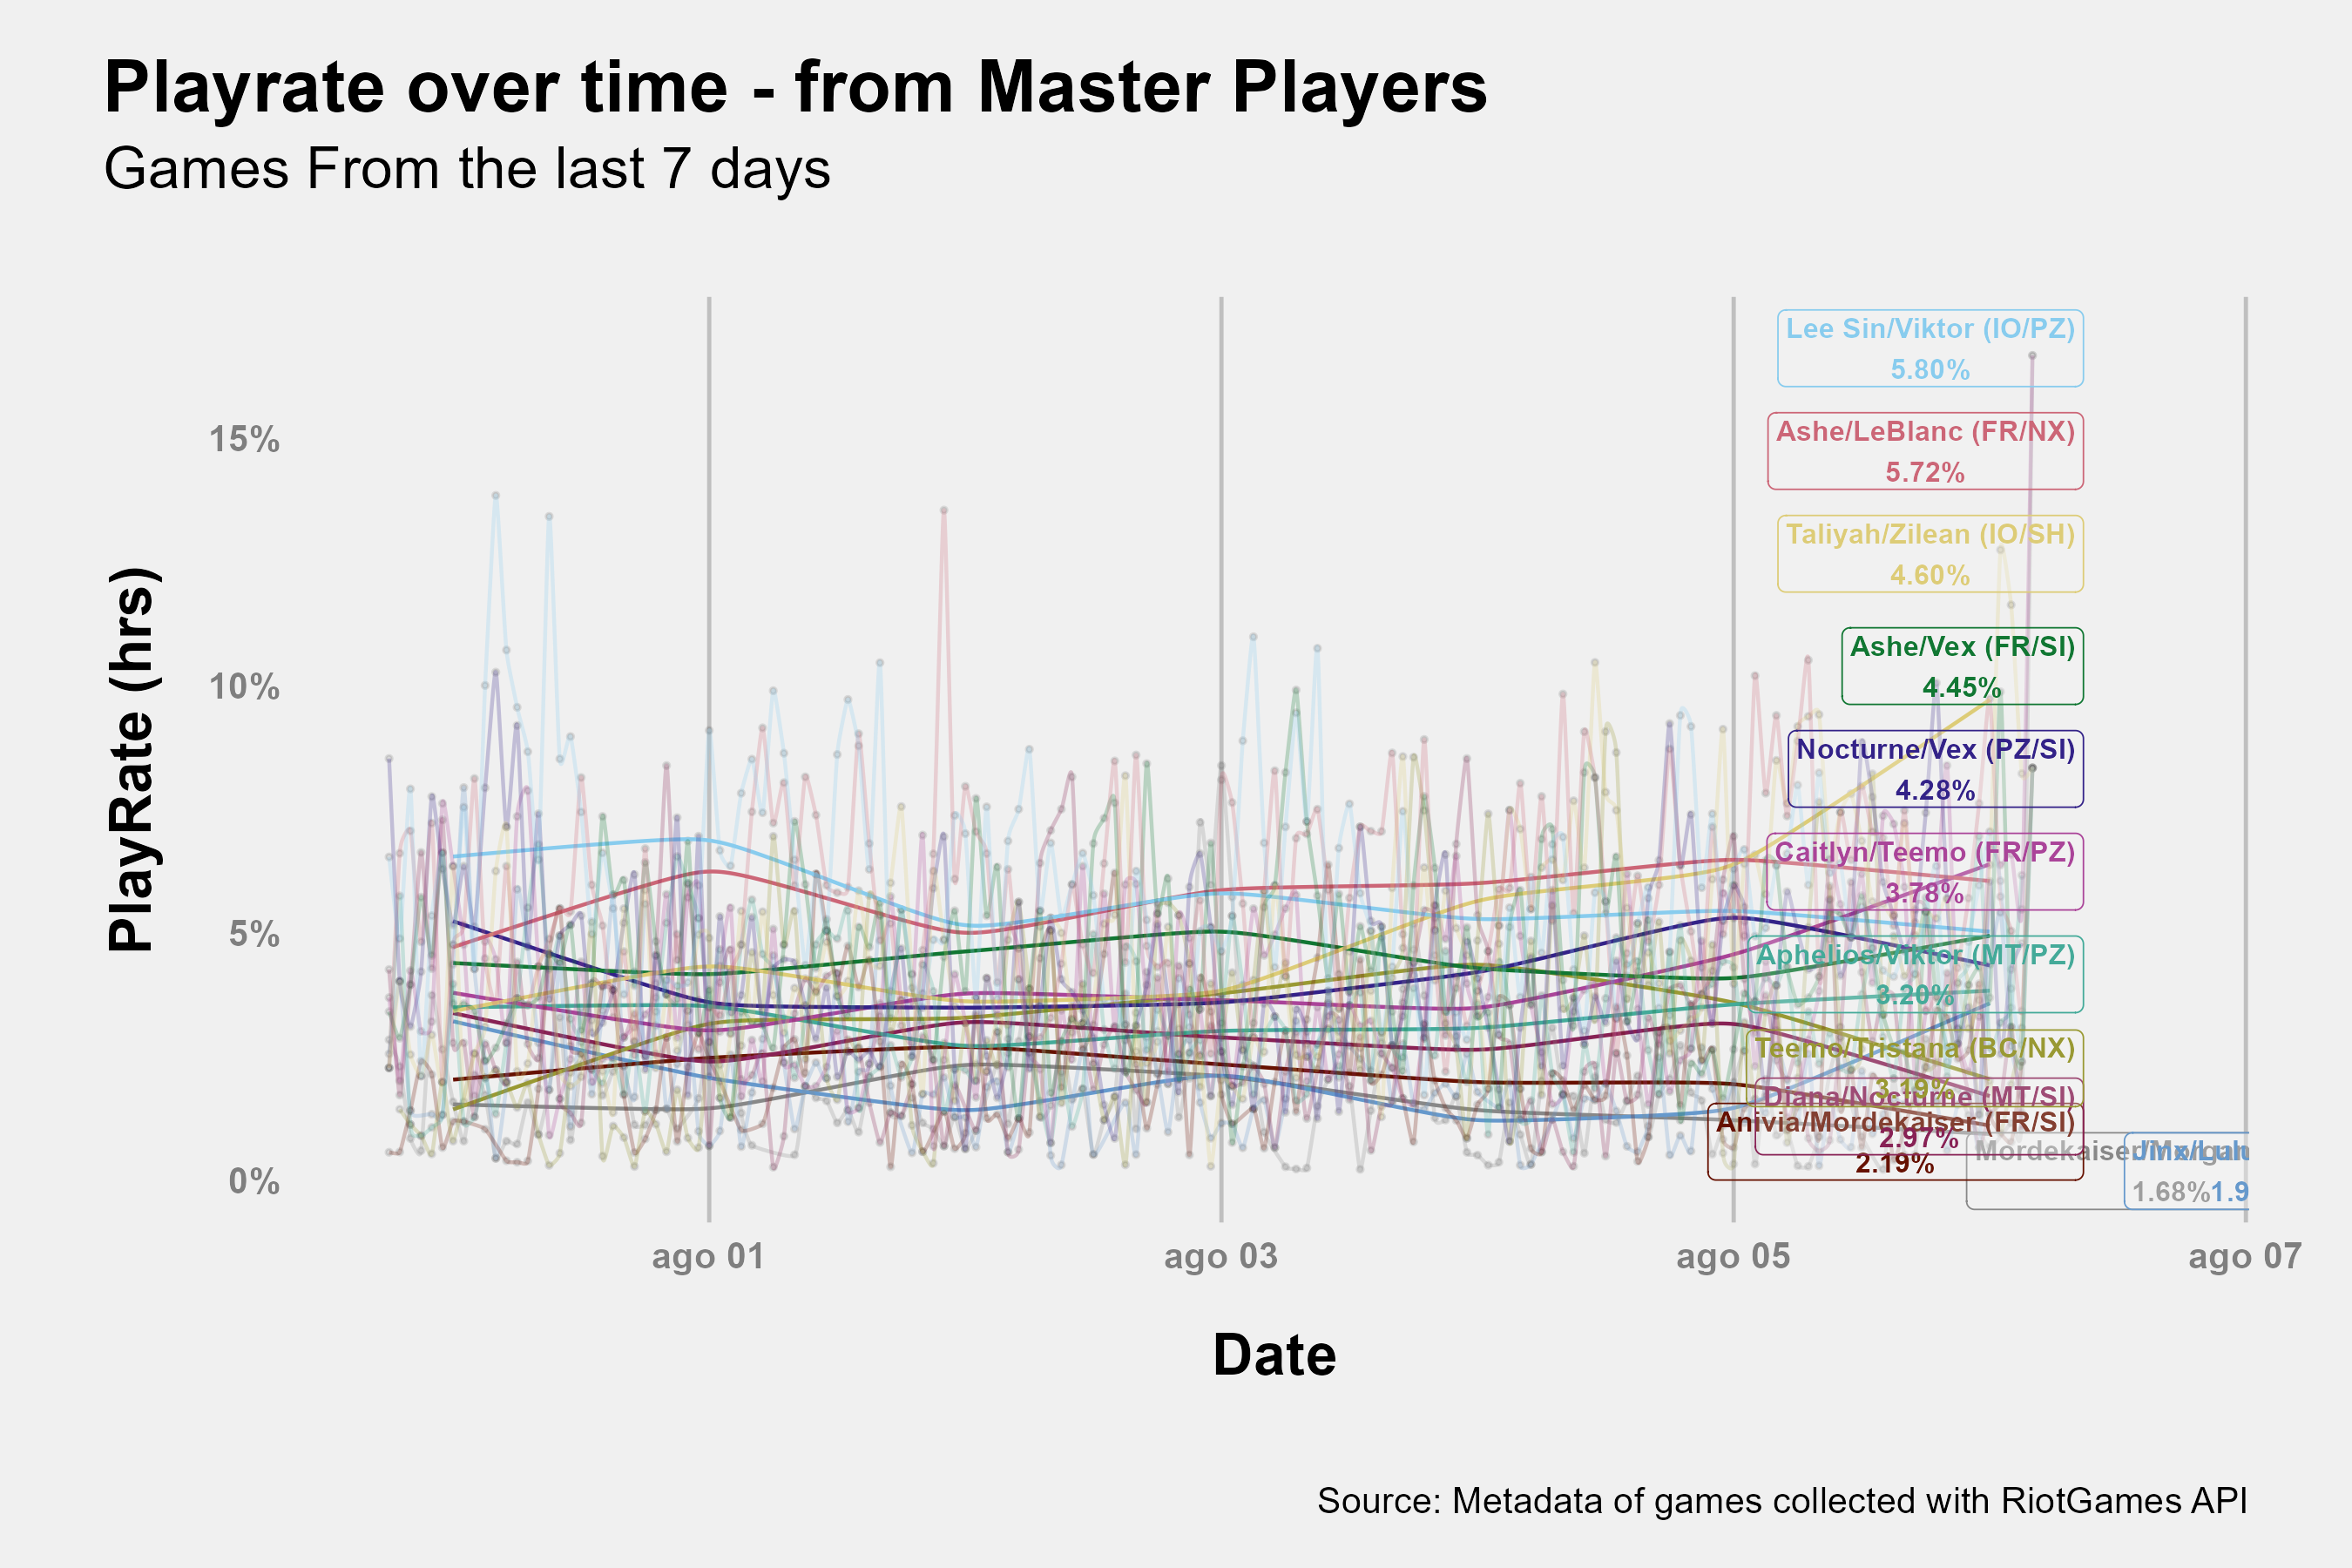 Playrate over time - from Master Players
Games From the last 7 days
PlayRate (hrs)
15%
10%
5%
0%
Lee Sin/Viktor (IO/PZ)
5.80%
Ashe/LeBlanc (FR/NX)
5.72%
Taliyah/Zilean (IO/SH)
4.60%
Ashe/Vex (FR/SI)
4.45%
Nocturne/Vex (PZ/SI)
4.28%
Caitlyn/Teemo (FR/PZ)
3.78%
Aphelios/Viktor (MT/PZ)
3.20%
Teemo/Tristana (BC/NX)
3.19%
Diana/Nocturne (MT/SI)
2.97%
Anivia/Mordekaiser (FR/SI)
2.19%
1.68%
1.9
ago 01
ago 03
ago 05
ago 07
Date
Source: Metadata of games collected with RiotGames API